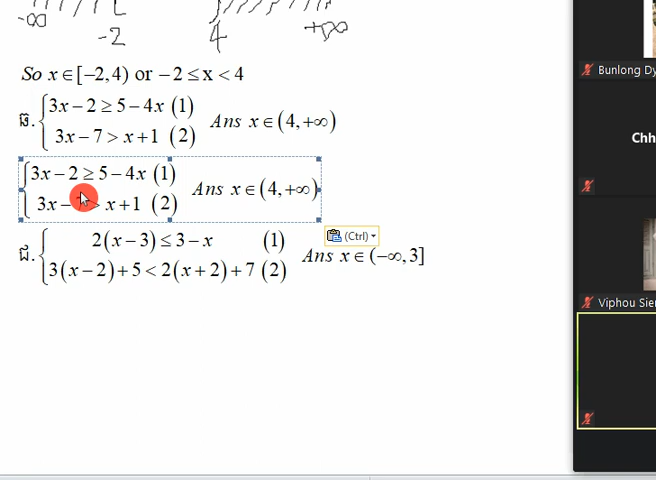 -∞
-2
4
+∞
So x∈[−2,4) or −2≤x<4
ឆ. {3x−2≥5−4x (1)
3x−7>x+1 (2) Ans x∈(4,+∞)
{3x−2≥5−4x (1)
3x− > x+1 (2) Ans x∈(4,+∞)
(Ctrl)
ជ. { 2(x−3)≤3−x (1)
3(x−2)+5<2(x+2)+7 (2) Ans x∈(−∞,3]
Bunlong Dy
Chh
Viphou Sie